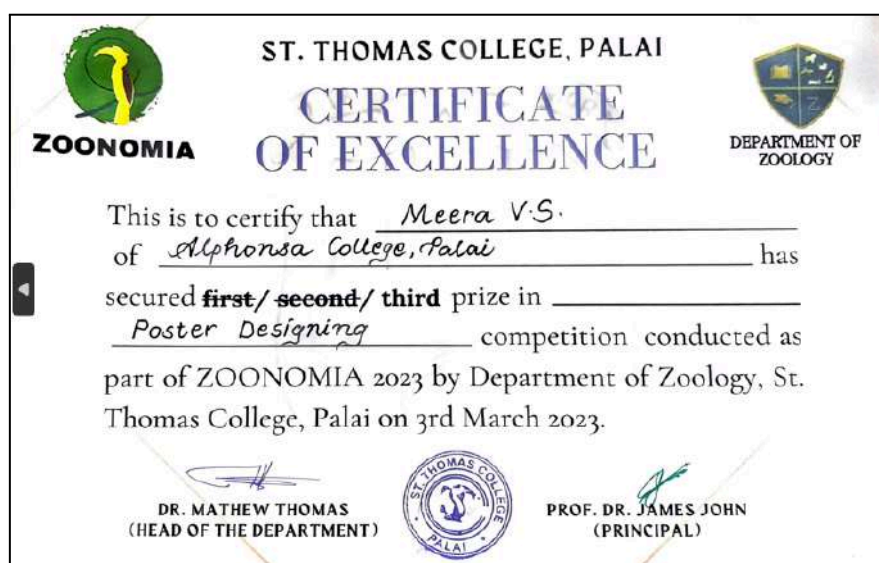 ST. THOMAS COLLEGE, PALAI
CERTIFICATE
OF EXCELLENCE
ZOONOMIA
DEPARTMENT OF
ZOOLOGY
Z
This is to certify that Meera V.S.
of Alphonsa College, Palai has
secured first/ second/ third prize in
Poster Designing competition conducted as
part of ZOONOMIA 2023 by Department of Zoology, St.
Thomas College, Palai on 3rd March 2023.
DR. MATHEW THOMAS
(HEAD OF THE DEPARTMENT)
ST. THOMAS COLLEGE
PALAI
PROF. DR. JAMES JOHN
(PRINCIPAL)